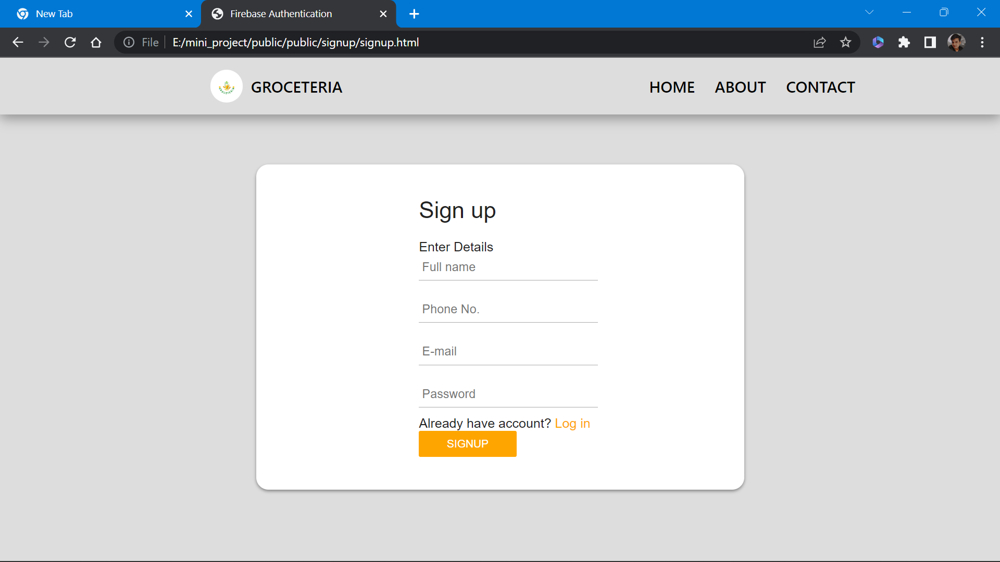 New Tab
Firebase Authentication
File
E:/mini_project/public/public/signup/signup.html
GROCETERIA
GROCETERIA
HOME
ABOUT
CONTACT
Sign up
Enter Details
Full name
Phone No.
E-mail
Password
Already have account? Log in
SIGNUP